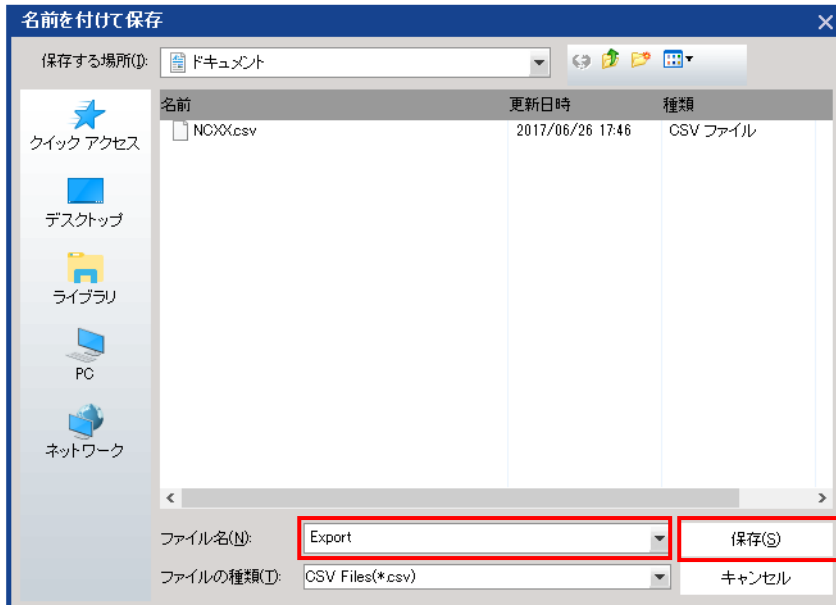 名前を付けて保存
保存する場所(I): ドキュメント
名前 更新日時 種類
NCXX.csv 2017/06/26 17:46 CSV ファイル
クイック アクセス
デスクトップ
ライブラリ
PC
ネットワーク
ファイル名(N): Export 保存(S)
ファイルの種類(T): CSV Files(*.csv) キャンセル